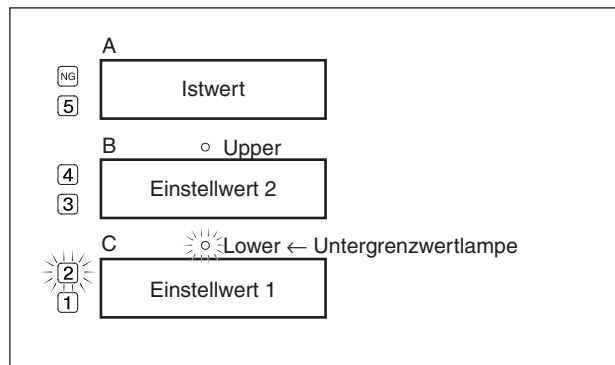 A
NG
Istwert
5
B
Upper
4
Einstellwert 2
3
C
Lower ← Untergrenzwertlampe
2
Einstellwert 1
1